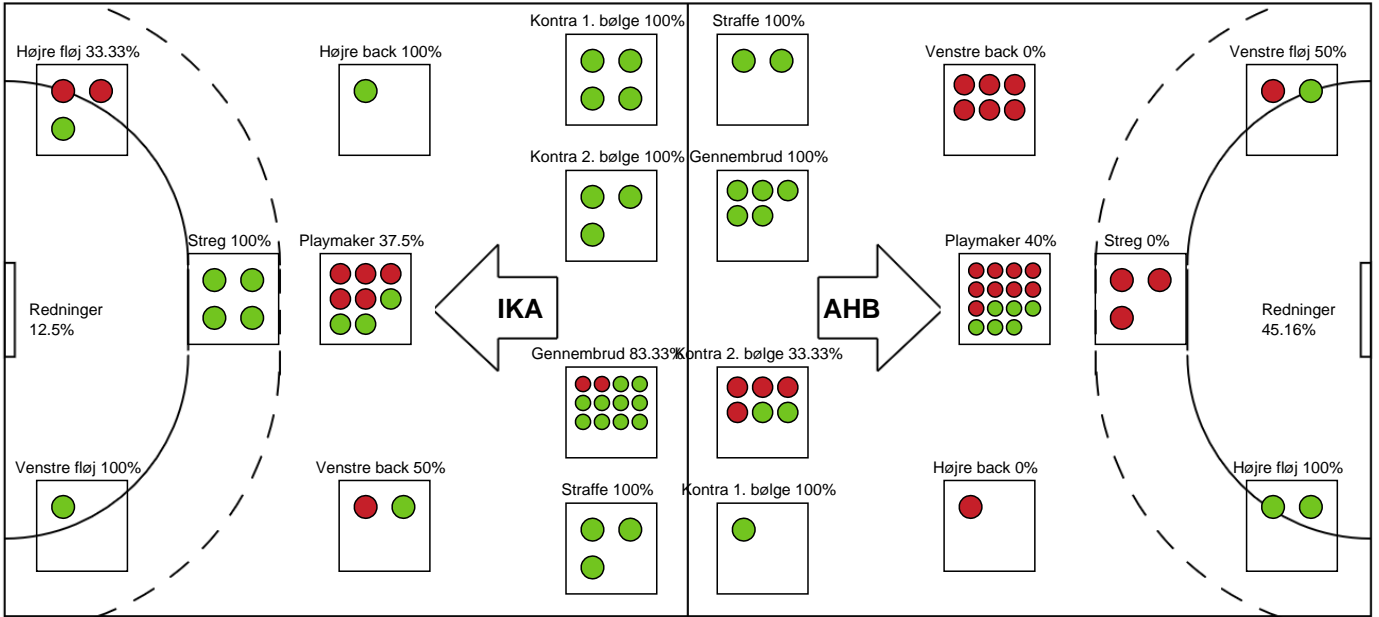 Kontra 1. bølge 100%
Straffe 100%
Højre fløj 33.33%
Højre back 100%
Venstre back 0%
Venstre fløj 50%
Kontra 2. bølge 100%
Gennembrud 100%
Streg 100%
Playmaker 37.5%
Playmaker 40%
Streg 0%
Redninger
12.5%
IKA
AHB
Redninger
45.16%
Gennembrud 83.33%
Kontra 2. bølge 33.33%
Venstre fløj 100%
Venstre back 50%
Straffe 100%
Kontra 1. bølge 100%
Højre back 0%
Højre fløj 100%